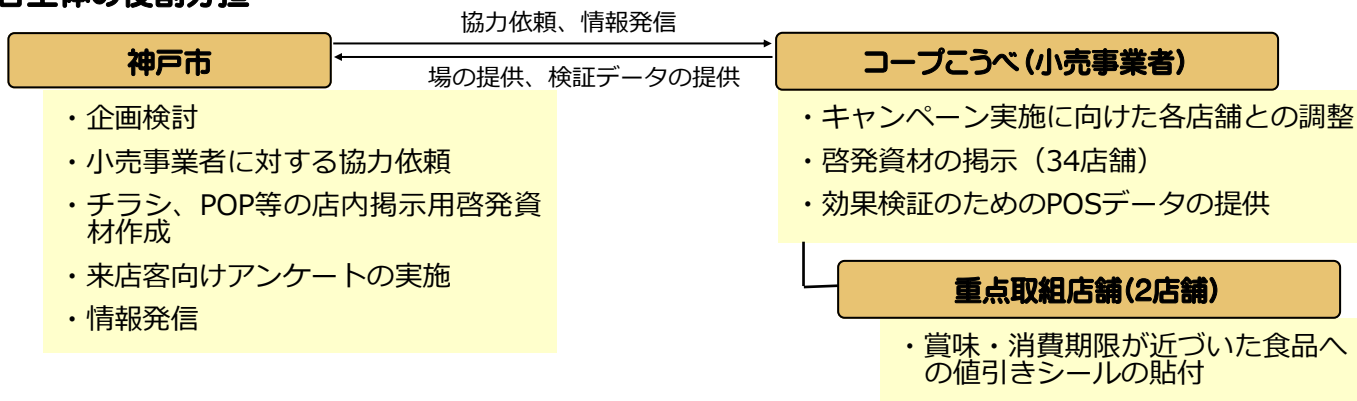 各主体の役割分担
協力依頼、情報発信
神戸市
コープこうべ(小売事業者)
場の提供、検証データの提供
・企画検討
・小売事業者に対する協力依頼
・チラシ、POP等の店内掲示用啓発資
材作成
・来店客向けアンケートの実施
・情報発信
・キャンペーン実施に向けた各店舗との調整
・啓発資材の掲示（34店舗）
・効果検証のためのPOSデータの提供
重点取組店舗(2店舗)
・賞味・消費期限が近づいた食品へ
の値引きシールの貼付